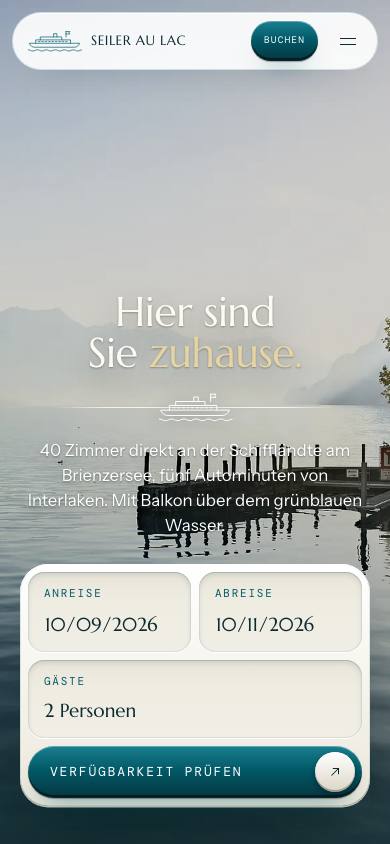 SEILER AU LAC
BUCHEN
Hier sind
Sie zuhause.
40 Zimmer direkt an der Schifflände am
Brienzersee, fünf Autominuten von
Interlaken. Mit Balkon über dem grünblauen
Wasser.
ANREISE
ABREISE
10/09/2026
10/11/2026
GÄSTE
2 Personen
VERFÜGBARKEIT PRÜFEN